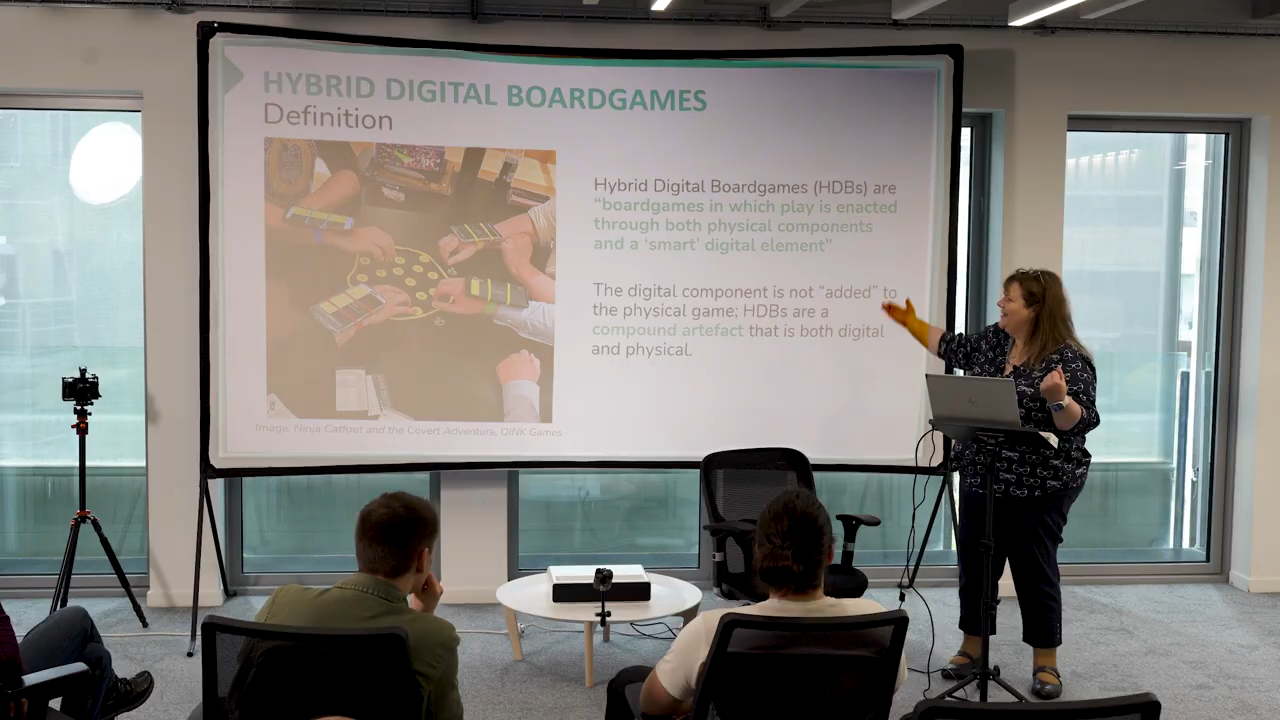 HYBRID DIGITAL BOARDGAMES
Definition
Hybrid Digital Boardgames (HDBs) are
“boardgames in which play is enacted
through both physical components
and a ‘smart’ digital element”
The digital component is not “added” to
the physical game; HDBs are a
compound artefact that is both digital
and physical.
Image: Ninja Catfoot and the Covert Adventure, QINK Games